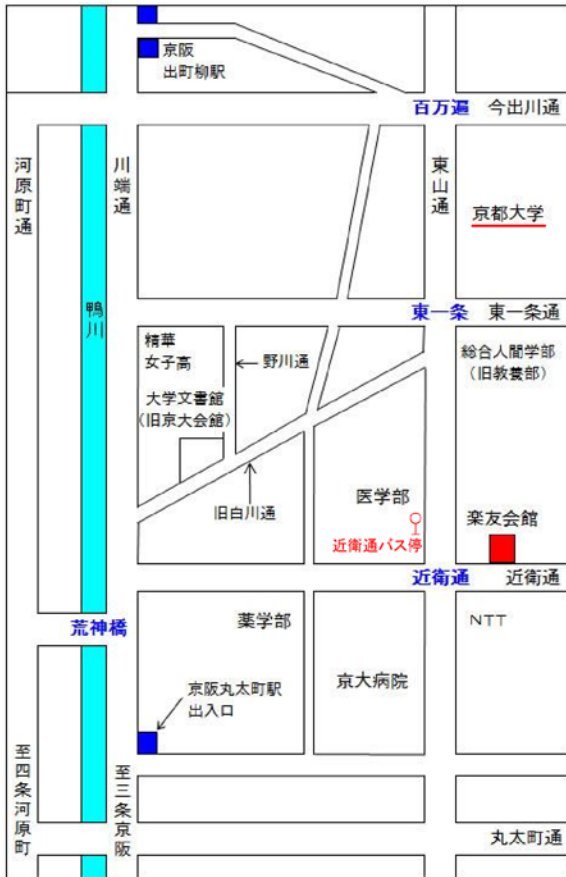 京阪
出町柳駅
百万遍 今出川通
河原町通
川端通
東山通
京都大学
鴨川
東一条 東一条通
精華
女子高
野川通
総合人間学部
(旧教養部)
大学文書館
(旧京大会館)
旧白川通
医学部
近衛通バス停
楽友会館
近衛通 近衛通
荒神橋
薬学部
NTT
京大病院
京阪丸太町駅
出入口
至四条河原町
至三条京阪
丸太町通